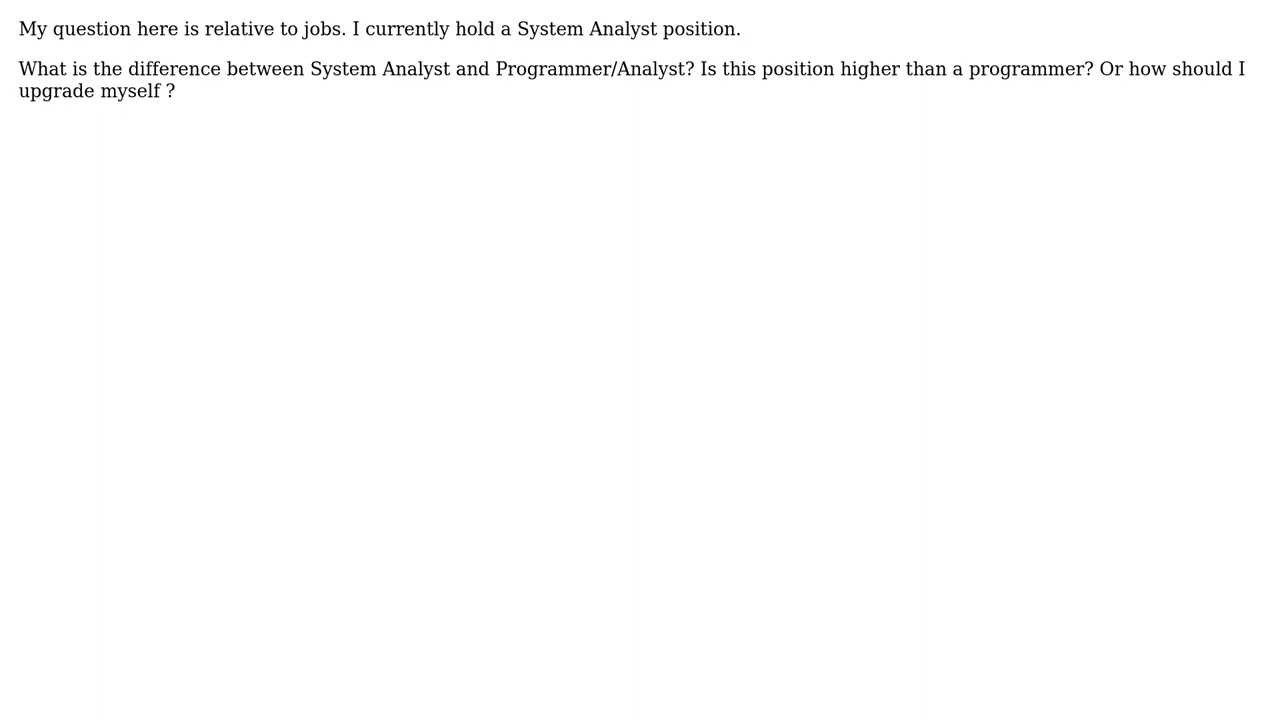 My question here is relative to jobs. I currently hold a System Analyst position.
What is the difference between System Analyst and Programmer/Analyst? Is this position higher than a programmer? Or how should I
upgrade myself ?